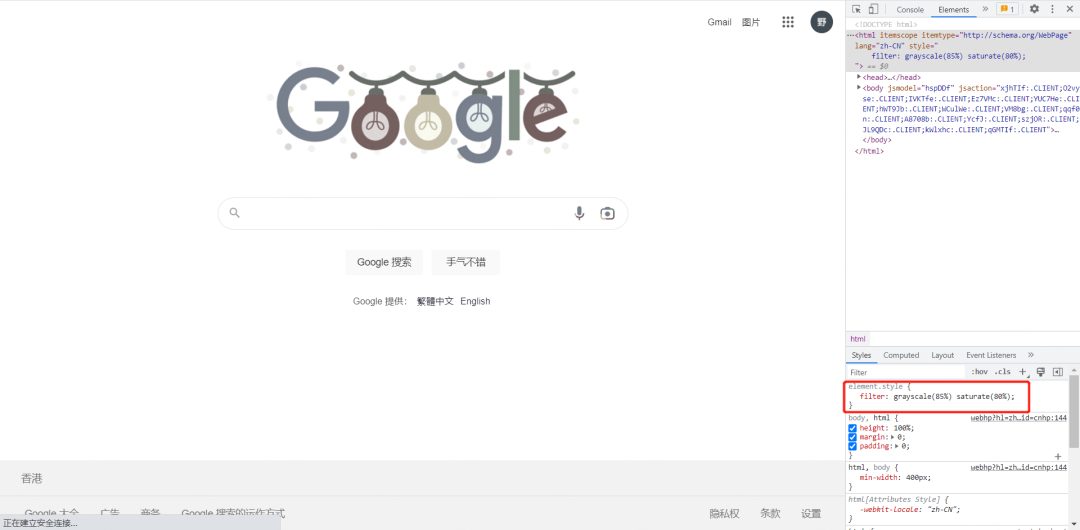 Gmail 图片 野
Google
Google 搜索 手气不错
Google 提供： 繁體中文 English
香港
Google 大全 广告 商务 Google 搜索的运作方式 隐私权 条款 设置
正在建立安全连接...
Console Elements » 1
<!DOCTYPE html>
…<html itemscope itemtype="http://schema.org/WebPage"
lang="zh-CN" style="
filter: grayscale(85%) saturate(80%);
"> == $0
<head>…</head>
<body jsmodel="hspDDf" jsaction="xjhTIf:.CLIENT;O2vy
se:.CLIENT;IVKTfe:.CLIENT;Ez7VMc:.CLIENT;YUC7He:.CLI
ENT;hWT9Jb:.CLIENT;WCulWe:.CLIENT;VM8bg:.CLIENT;qqf0
n:.CLIENT;A8708b:.CLIENT;YcfJ:.CLIENT;szjOR:.CLIENT;
JL9QDc:.CLIENT;kWlxhc:.CLIENT;qGMTIf:.CLIENT">…
</body>
</html>
html
Styles Computed Layout Event Listeners »
Filter :hov .cls +
element.style {
filter: grayscale(85%) saturate(80%);
}
body, html { webhp?hl=zh…id=cnhp:144
height: 100%;
margin: 0;
padding: 0;
}
html, body { webhp?hl=zh…id=cnhp:144
min-width: 400px;
}
html[Attributes Style] {
-webkit-locale: "zh-CN";
}